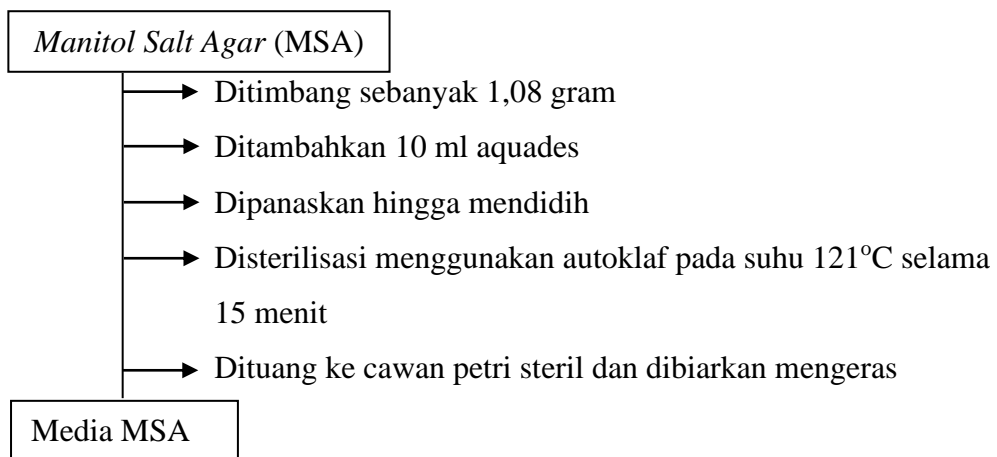 Manitol Salt Agar (MSA)
Ditimbang sebanyak 1,08 gram
Ditambahkan 10 ml aquades
Dipanaskan hingga mendidih
Disterilisasi menggunakan autoklaf pada suhu 121oC selama
15 menit
Dituang ke cawan petri steril dan dibiarkan mengeras
Media MSA